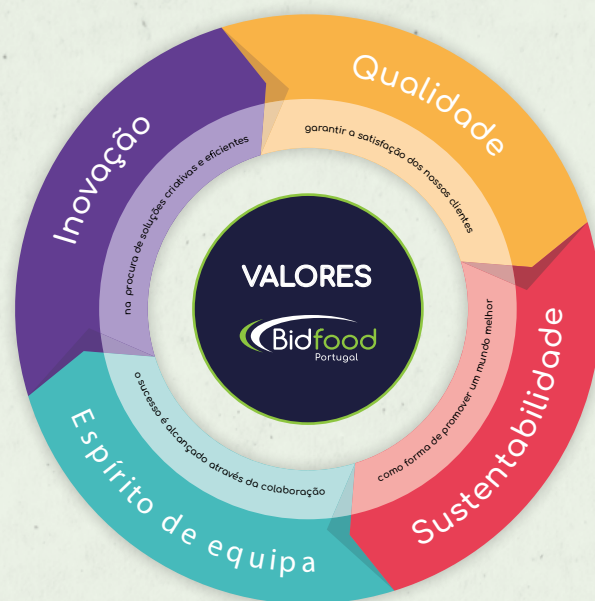 VALORES
Bidfood
Portugal
Qualidade
garantir a satisfação dos nossos clientes
Sustentabilidade
como forma de promover um mundo melhor
Espírito de equipa
o sucesso é alcançado através da colaboração
Inovação
na procura de soluções criativas e eficientes